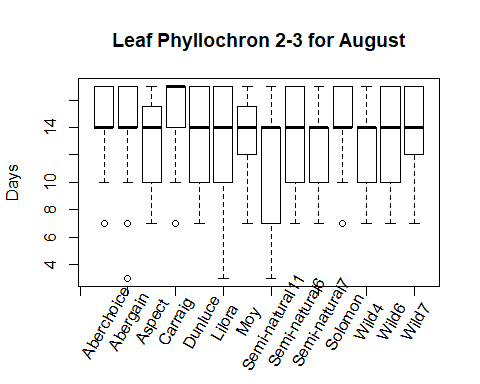 Leaf Phyllochron 2-3 for August
Days
14
10
8
6
4
Aberchoice
Abergain
Aspect
Carraig
Dunluce
Lilora
Moy
Semi-natural11
Semi-natural6
Semi-natural7
Solomon
Wild4
Wild6
Wild7